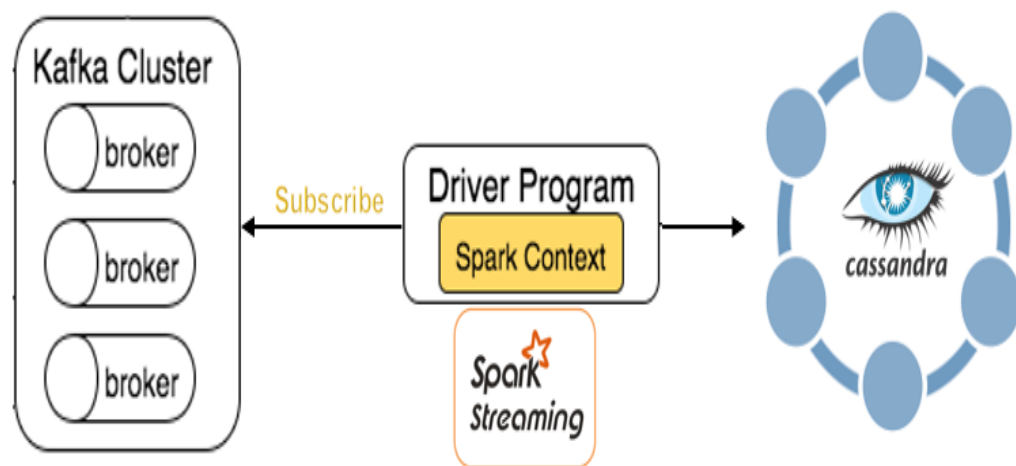 Kafka Cluster
broker
broker
broker
Subscribe
Driver Program
Spark Context
Spark
Streaming
cassandra